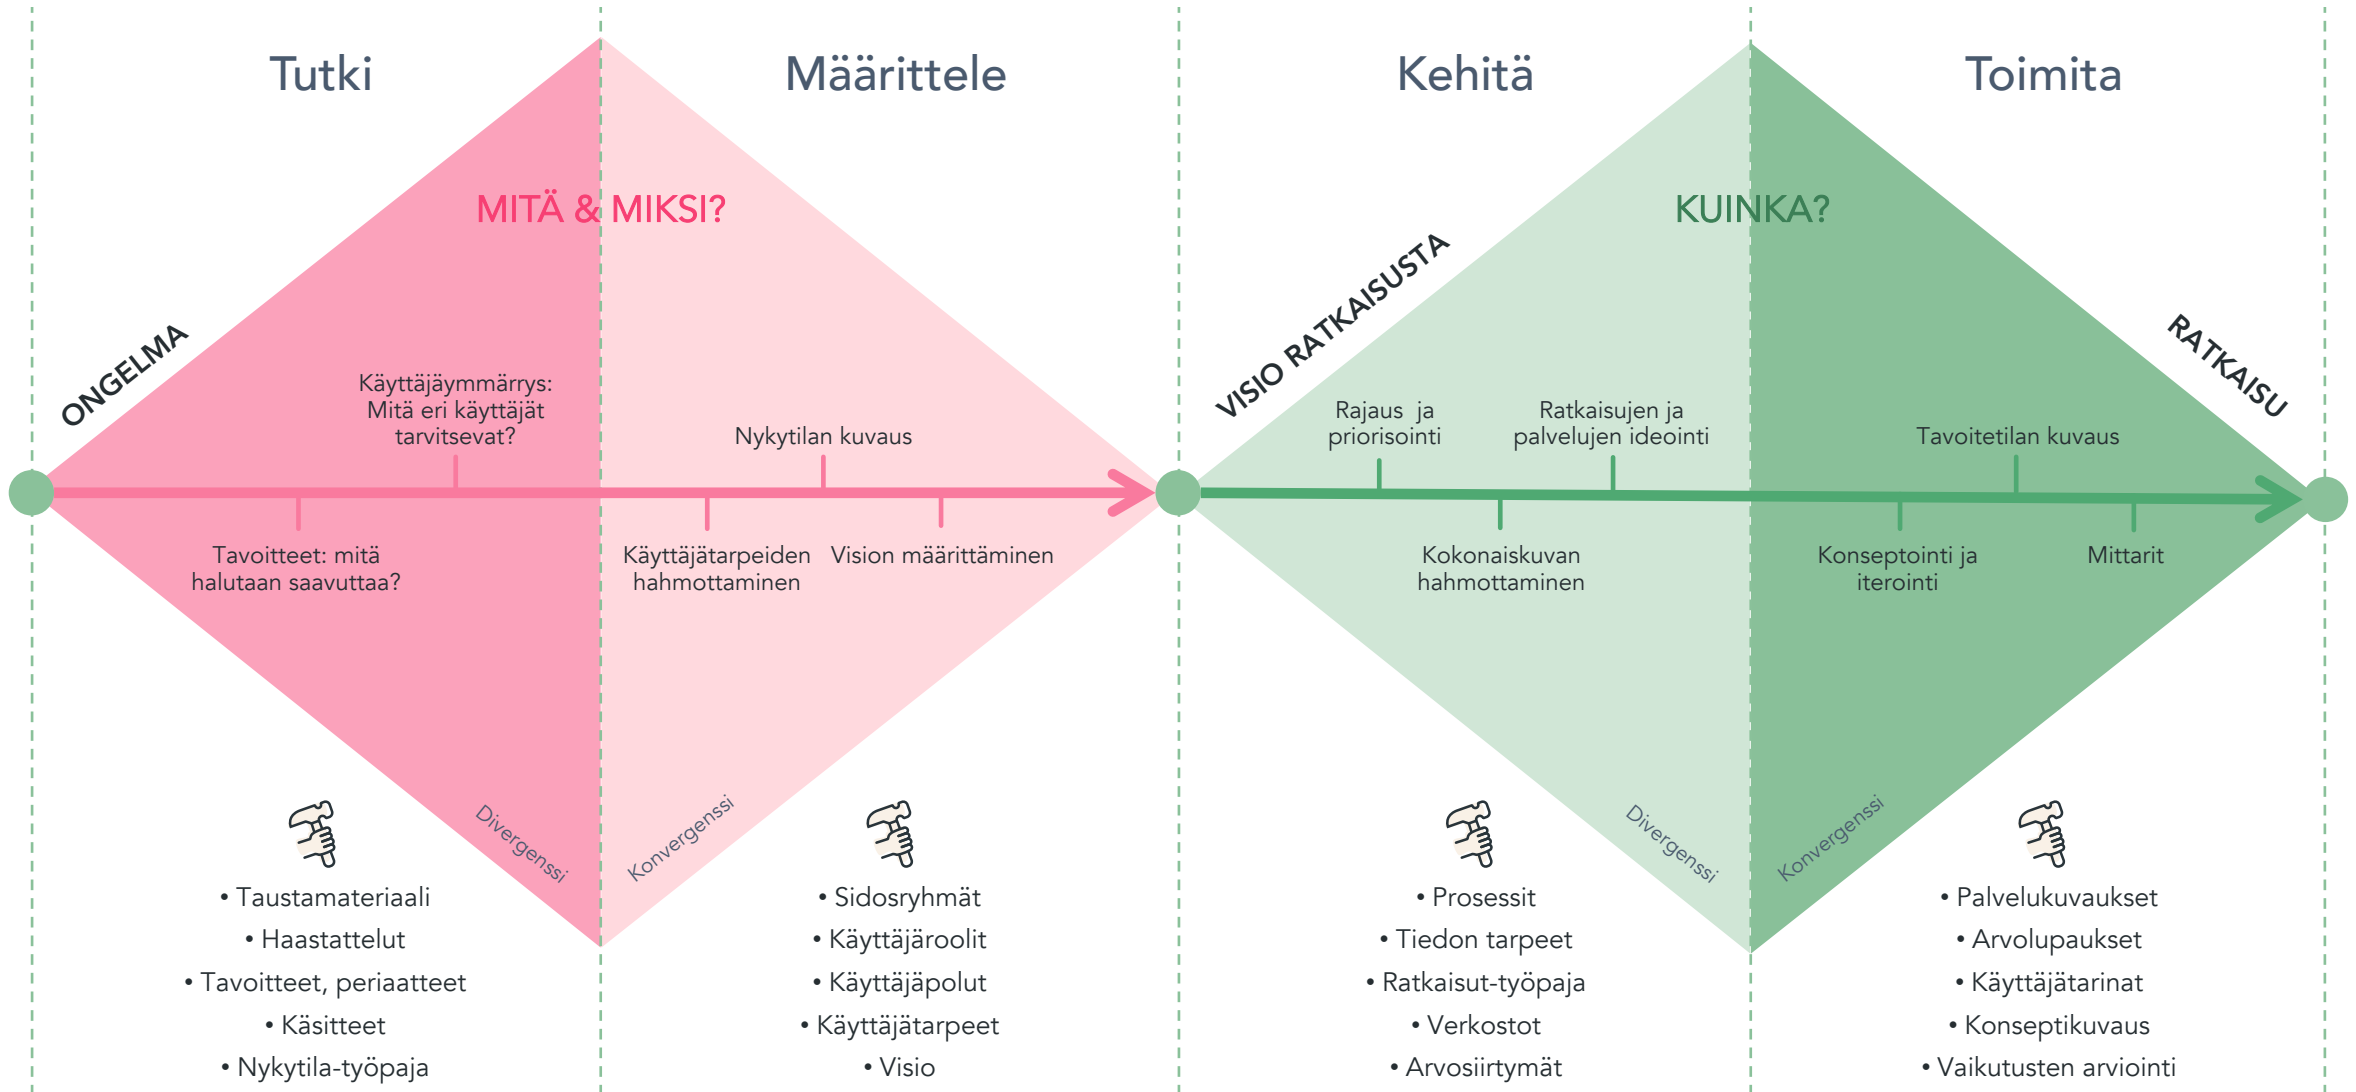 Tutki
Määrittele
Kehitä
Toimita
MITÄ & MIKSI?
KUINKA?
ONGELMA
VISIO RATKAISUSTA
RATKAISU
Käyttäjäymmärrys:
Mitä eri käyttäjät
tarvitsevat?
Nykytilan kuvaus
Rajaus ja
priorisointi
Ratkaisujen ja
palvelujen ideointi
Tavoitetilan kuvaus
Tavoitteet: mitä
halutaan saavuttaa?
Käyttäjätarpeiden
hahmottaminen
Vision määrittäminen
Kokonaiskuvan
hahmottaminen
Konseptointi ja
iterointi
Mittarit
Divergenssi
Konvergenssi
Divergenssi
Konvergenssi
• Taustamateriaali
• Haastattelut
• Tavoitteet, periaatteet
• Käsitteet
• Nykytila-työpaja
• Sidosryhmät
• Käyttäjäroolit
• Käyttäjäpolut
• Käyttäjätarpeet
• Visio
• Prosessit
• Tiedon tarpeet
• Ratkaisut-työpaja
• Verkostot
• Arvosiirtymät
• Palvelukuvaukset
• Arvolupaukset
• Käyttäjätarinat
• Konseptikuvaus
• Vaikutusten arviointi